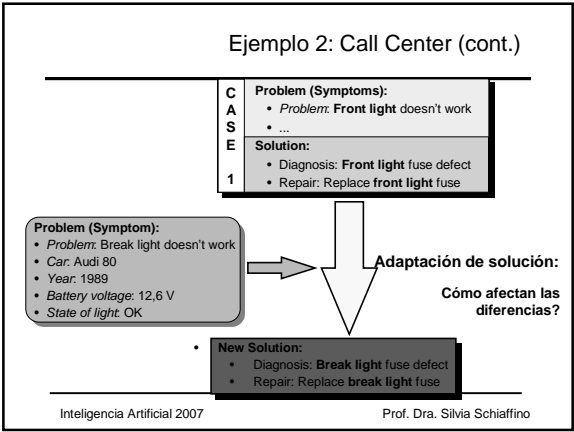 Ejemplo 2: Call Center (cont.)
C
A
S
E
1
Problem (Symptoms):
• Problem: Front light doesn't work
• ...
Solution:
• Diagnosis: Front light fuse defect
• Repair: Replace front light fuse
Problem (Symptom):
• Problem: Break light doesn't work
• Car: Audi 80
• Year: 1989
• Battery voltage: 12,6 V
• State of light: OK
Adaptación de solución:
Cómo afectan las
diferencias?
• New Solution:
• Diagnosis: Break light fuse defect
• Repair: Replace break light fuse
Inteligencia Artificial 2007
Prof. Dra. Silvia Schiaffino